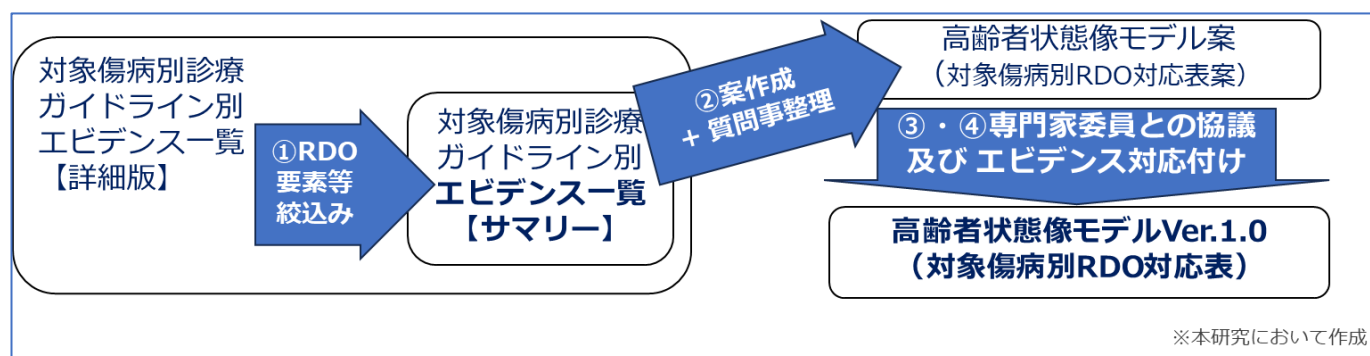 対象傷病別診療
ガイドライン別
エビデンス一覧
【詳細版】
①RDO
要素等
絞込み
対象傷病別診療
ガイドライン別
エビデンス一覧
【サマリー】
②案作成
+ 質問事整理
高齢者状態像モデル案
（対象傷病別RDO対応表案）
③・④専門家委員との協議
及び エビデンス対応付け
高齢者状態像モデルVer.1.0
（対象傷病別RDO対応表）
※本研究において作成